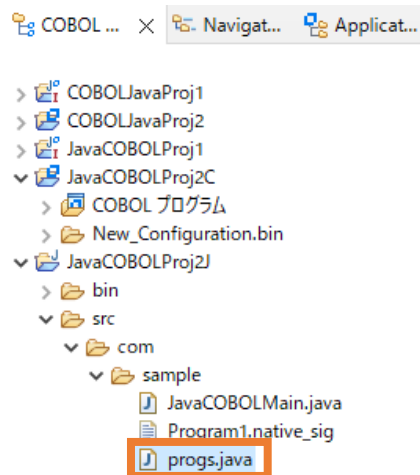 COBOL ... Navigat... Applicat...
COBOLJavaProj1
COBOLJavaProj2
JavaCOBOLProj1
JavaCOBOLProj2C
COBOL プログラム
New_Configuration.bin
JavaCOBOLProj2J
bin
src
com
sample
JavaCOBOLMain.java
Program1.native_sig
progs.java